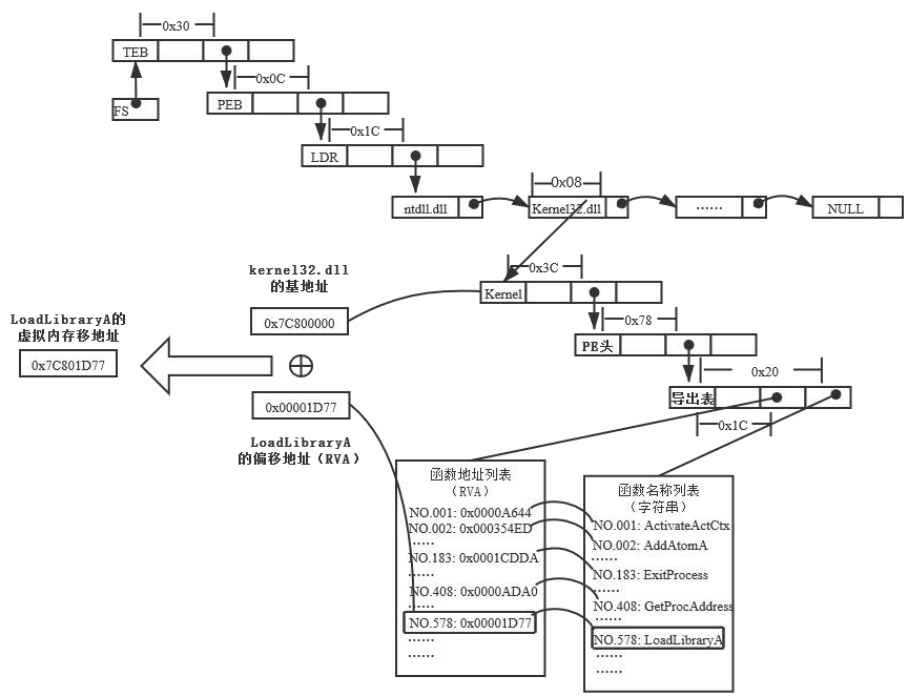 0x30
TEB
0x0C
FS
PEB
0x1C
LDR
0x08
ntdll.dll
Kernel32.dll
······
NULL
kernel32.dll
的基地址
0x3C
Kernel
0x7C800000
LoadLibraryA的
虚拟内存移地址
0x78
0x7C801D77
PE头
0x20
0x00001D77
导出表
0x1C
LoadLibraryA
的偏移地址（RVA）
函数地址列表
（RVA）
NO.001: 0x0000A644
NO.002: 0x000354ED
······
NO.183: 0x0001CDDA
······
NO.408: 0x0000ADA0
······
NO.578: 0x00001D77
······
······
函数名称列表
（字符串）
NO.001: ActivateActCtx
NO.002: AddAtomA
······
NO.183: ExitProcess
······
NO.408: GetProcAddress
······
NO.578: LoadLibraryA
······
······